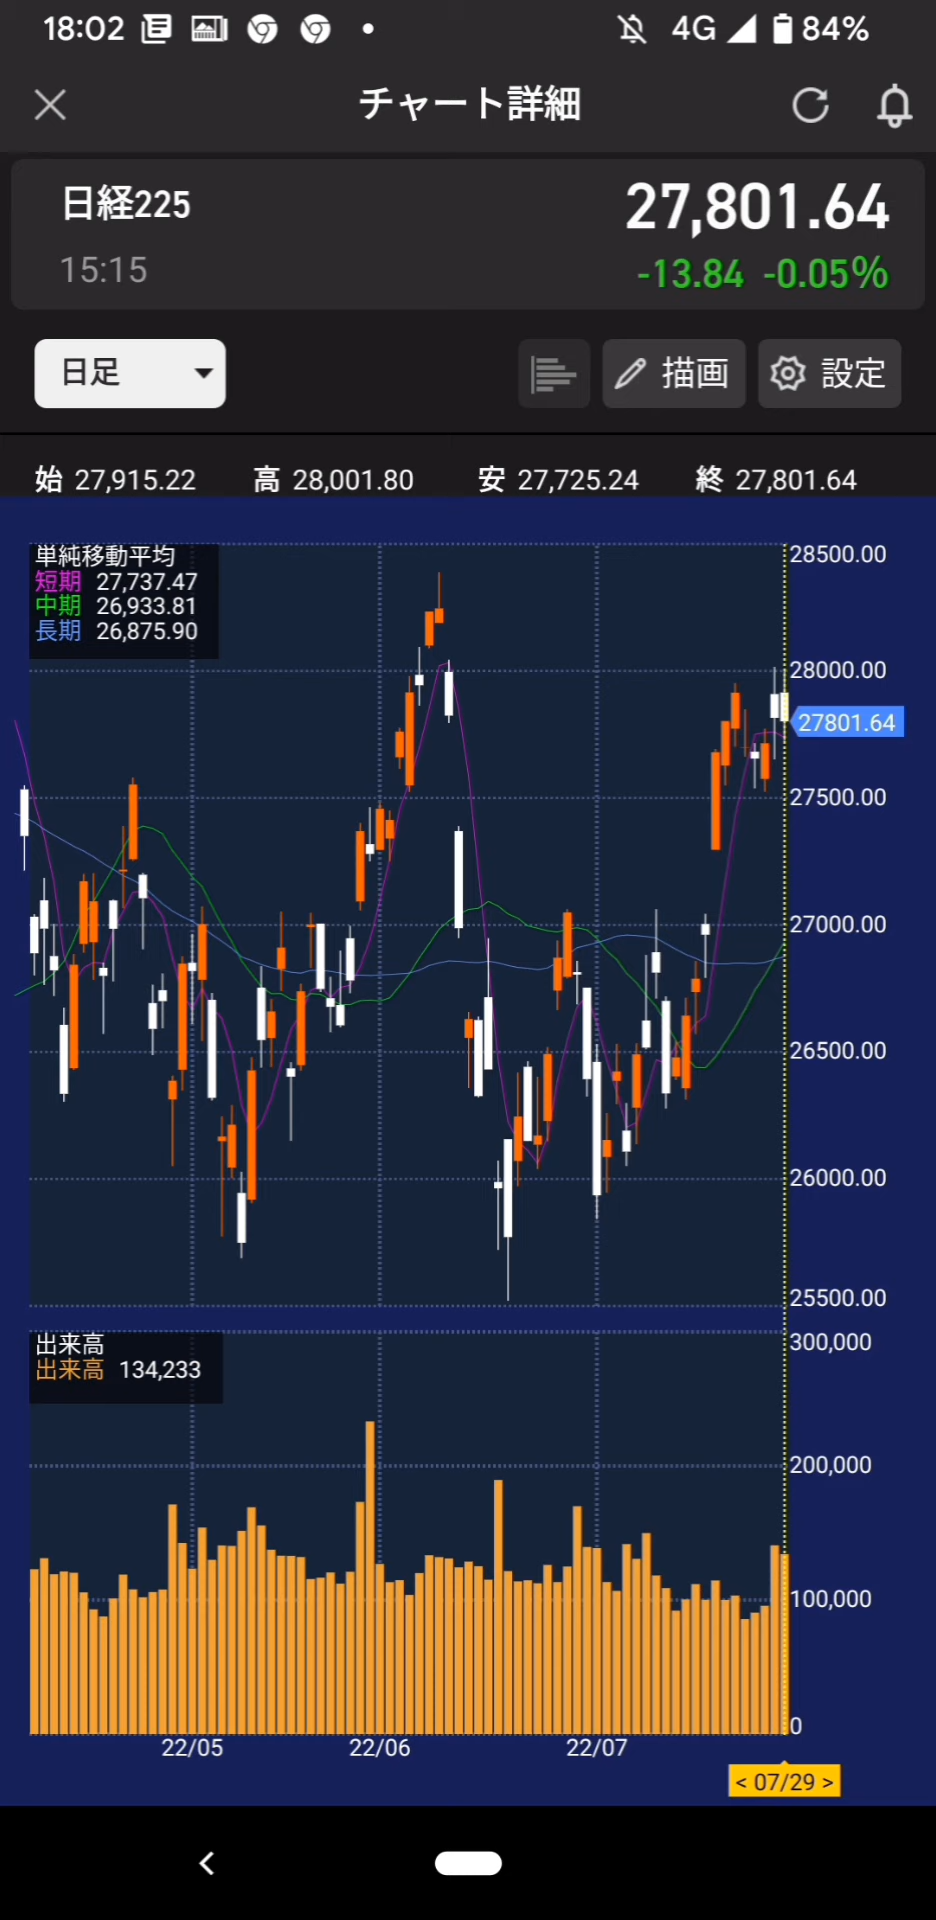 18:02 4G 84%
チャート詳細
日経225 27,801.64
15:15 -13.84 -0.05%
日足 描画 設定
始 27,915.22 高 28,001.80 安 27,725.24 終 27,801.64
単純移動平均
短期 27,737.47
中期 26,933.81
長期 26,875.90
28500.00
28000.00
27801.64
27500.00
27000.00
26500.00
26000.00
25500.00
出来高
出来高 134,233
300,000
200,000
100,000
0
22/05 22/06 22/07
< 07/29 >